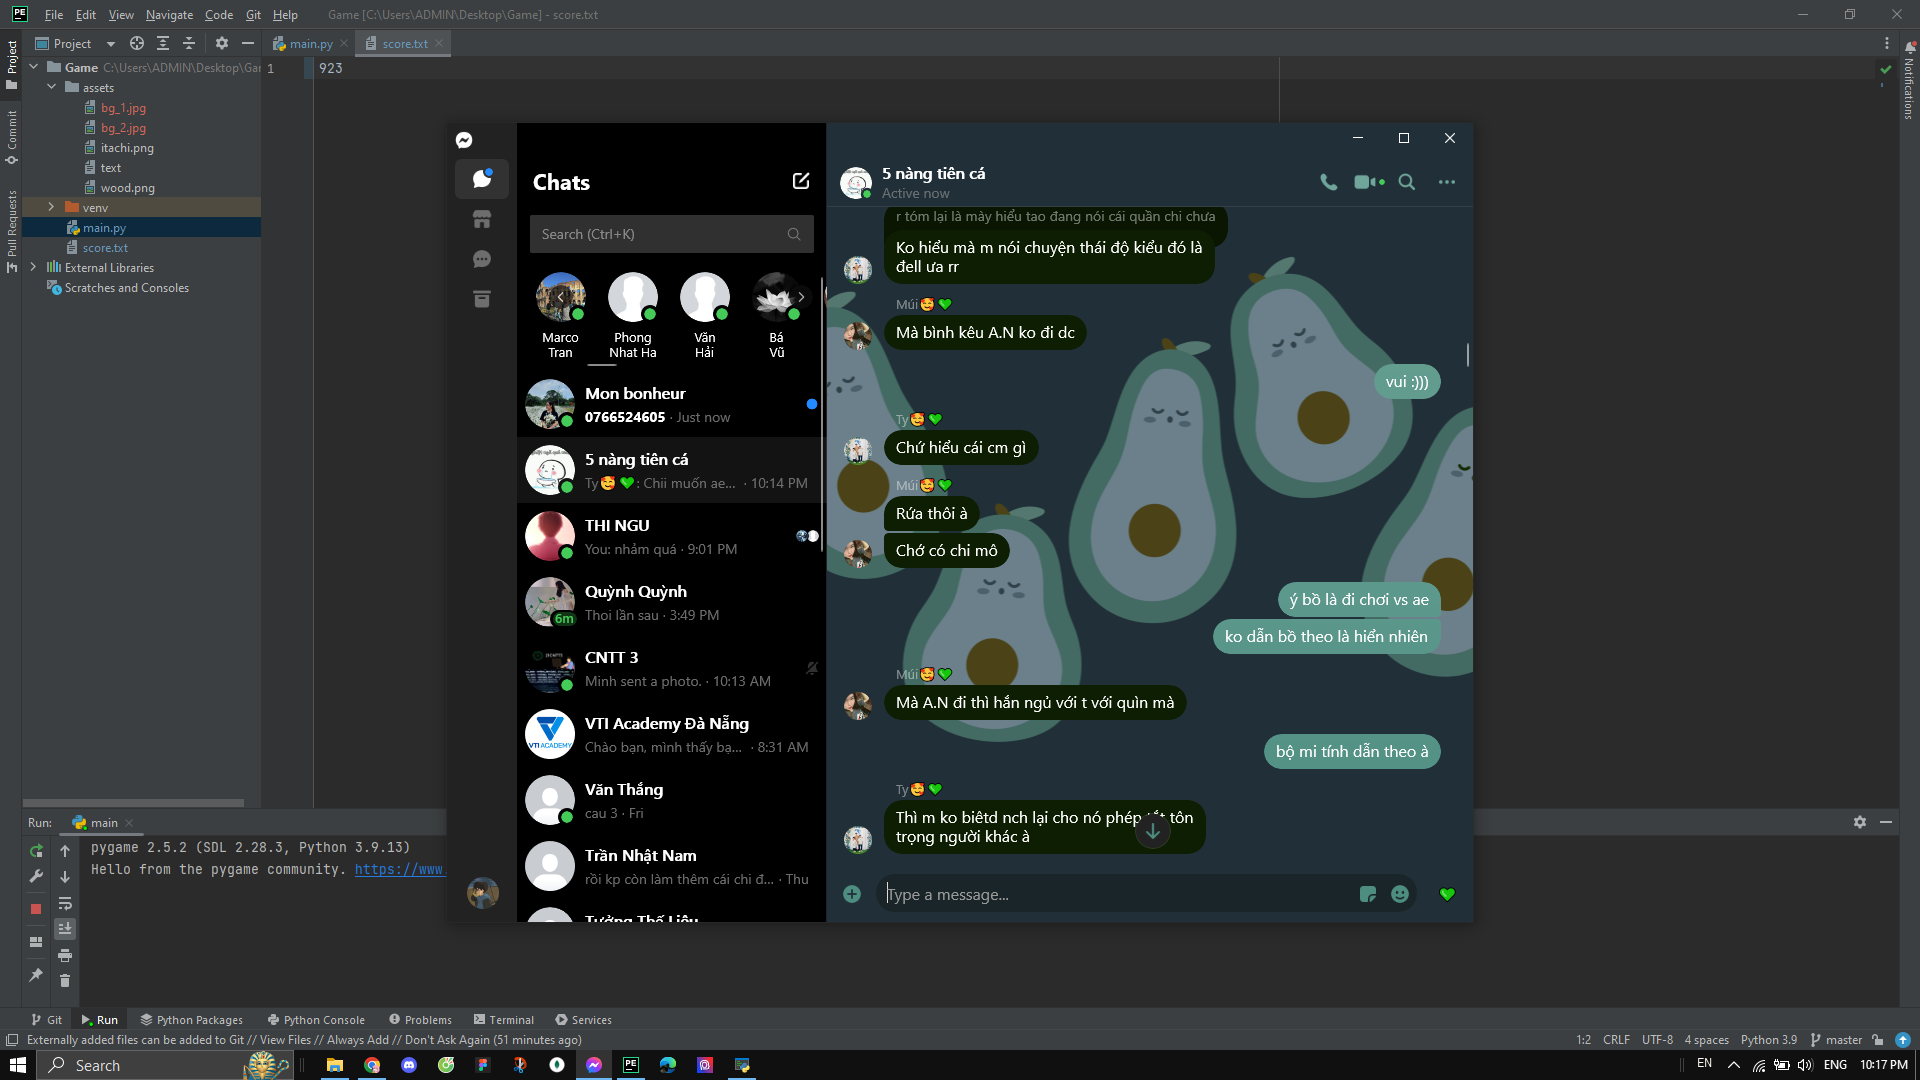 File Edit View Navigate Code Git Help Game [C:\Users\ADMIN\Desktop\Game] - score.txt
Project
main.py
score.txt
Game C:\Users\ADMIN\Desktop\Gar
assets
bg_1.jpg
bg_2.jpg
itachi.png
text
wood.png
venv
main.py
score.txt
External Libraries
Scratches and Consoles
Project
Commit
Pull Requests
Notifications
1 923
Chats
Search (Ctrl+K)
Marco Tran
Phong Nhat Ha
Văn Hải
Bá Vũ
Mon bonheur
0766524605 · Just now
5 nàng tiên cá
Ty🥰 💚: Chii muốn ae... · 10:14 PM
THI NGU
You: nhảm quá · 9:01 PM
Quỳnh Quỳnh
Thoi lần sau · 3:49 PM
6m
CNTT 3
Minh sent a photo. · 10:13 AM
VTI Academy Đà Nẵng
Chào bạn, mình thấy bạ... · 8:31 AM
VTI ACADEMY
Văn Thắng
cau 3 · Fri
Trần Nhật Nam
rồi kp còn làm thêm cái chi đ... · Thu
Tưởng Thế Liêu
5 nàng tiên cá
Active now
r tóm lại là mày hiểu tao đang nói cái quần chi chưa
Ko hiểu mà m nói chuyện thái độ kiểu đó là
đell ưa rr
Múi🥰 💚
Mà bình kêu A.N ko đi dc
vui :)))
Ty🥰 💚
Chứ hiểu cái cm gì
Múi🥰 💚
Rứa thôi à
Chớ có chi mô
ý bồ là đi chơi vs ae
ko dẫn bồ theo là hiển nhiên
Múi🥰 💚
Mà A.N đi thì hắn ngủ với t với quìn mà
bộ mi tính dẫn theo à
Ty🥰 💚
Thì m ko biêtd nch lại cho nó phép tôn
trọng người khác à
Type a message...
Run: main
pygame 2.5.2 (SDL 2.28.3, Python 3.9.13)
Hello from the pygame community. https://www.
Git Run Python Packages Python Console Problems Terminal Services
Externally added files can be added to Git // View Files // Always Add // Don't Ask Again (51 minutes ago)
1:2 CRLF UTF-8 4 spaces Python 3.9 master
Search
EN
ENG
10:17 PM